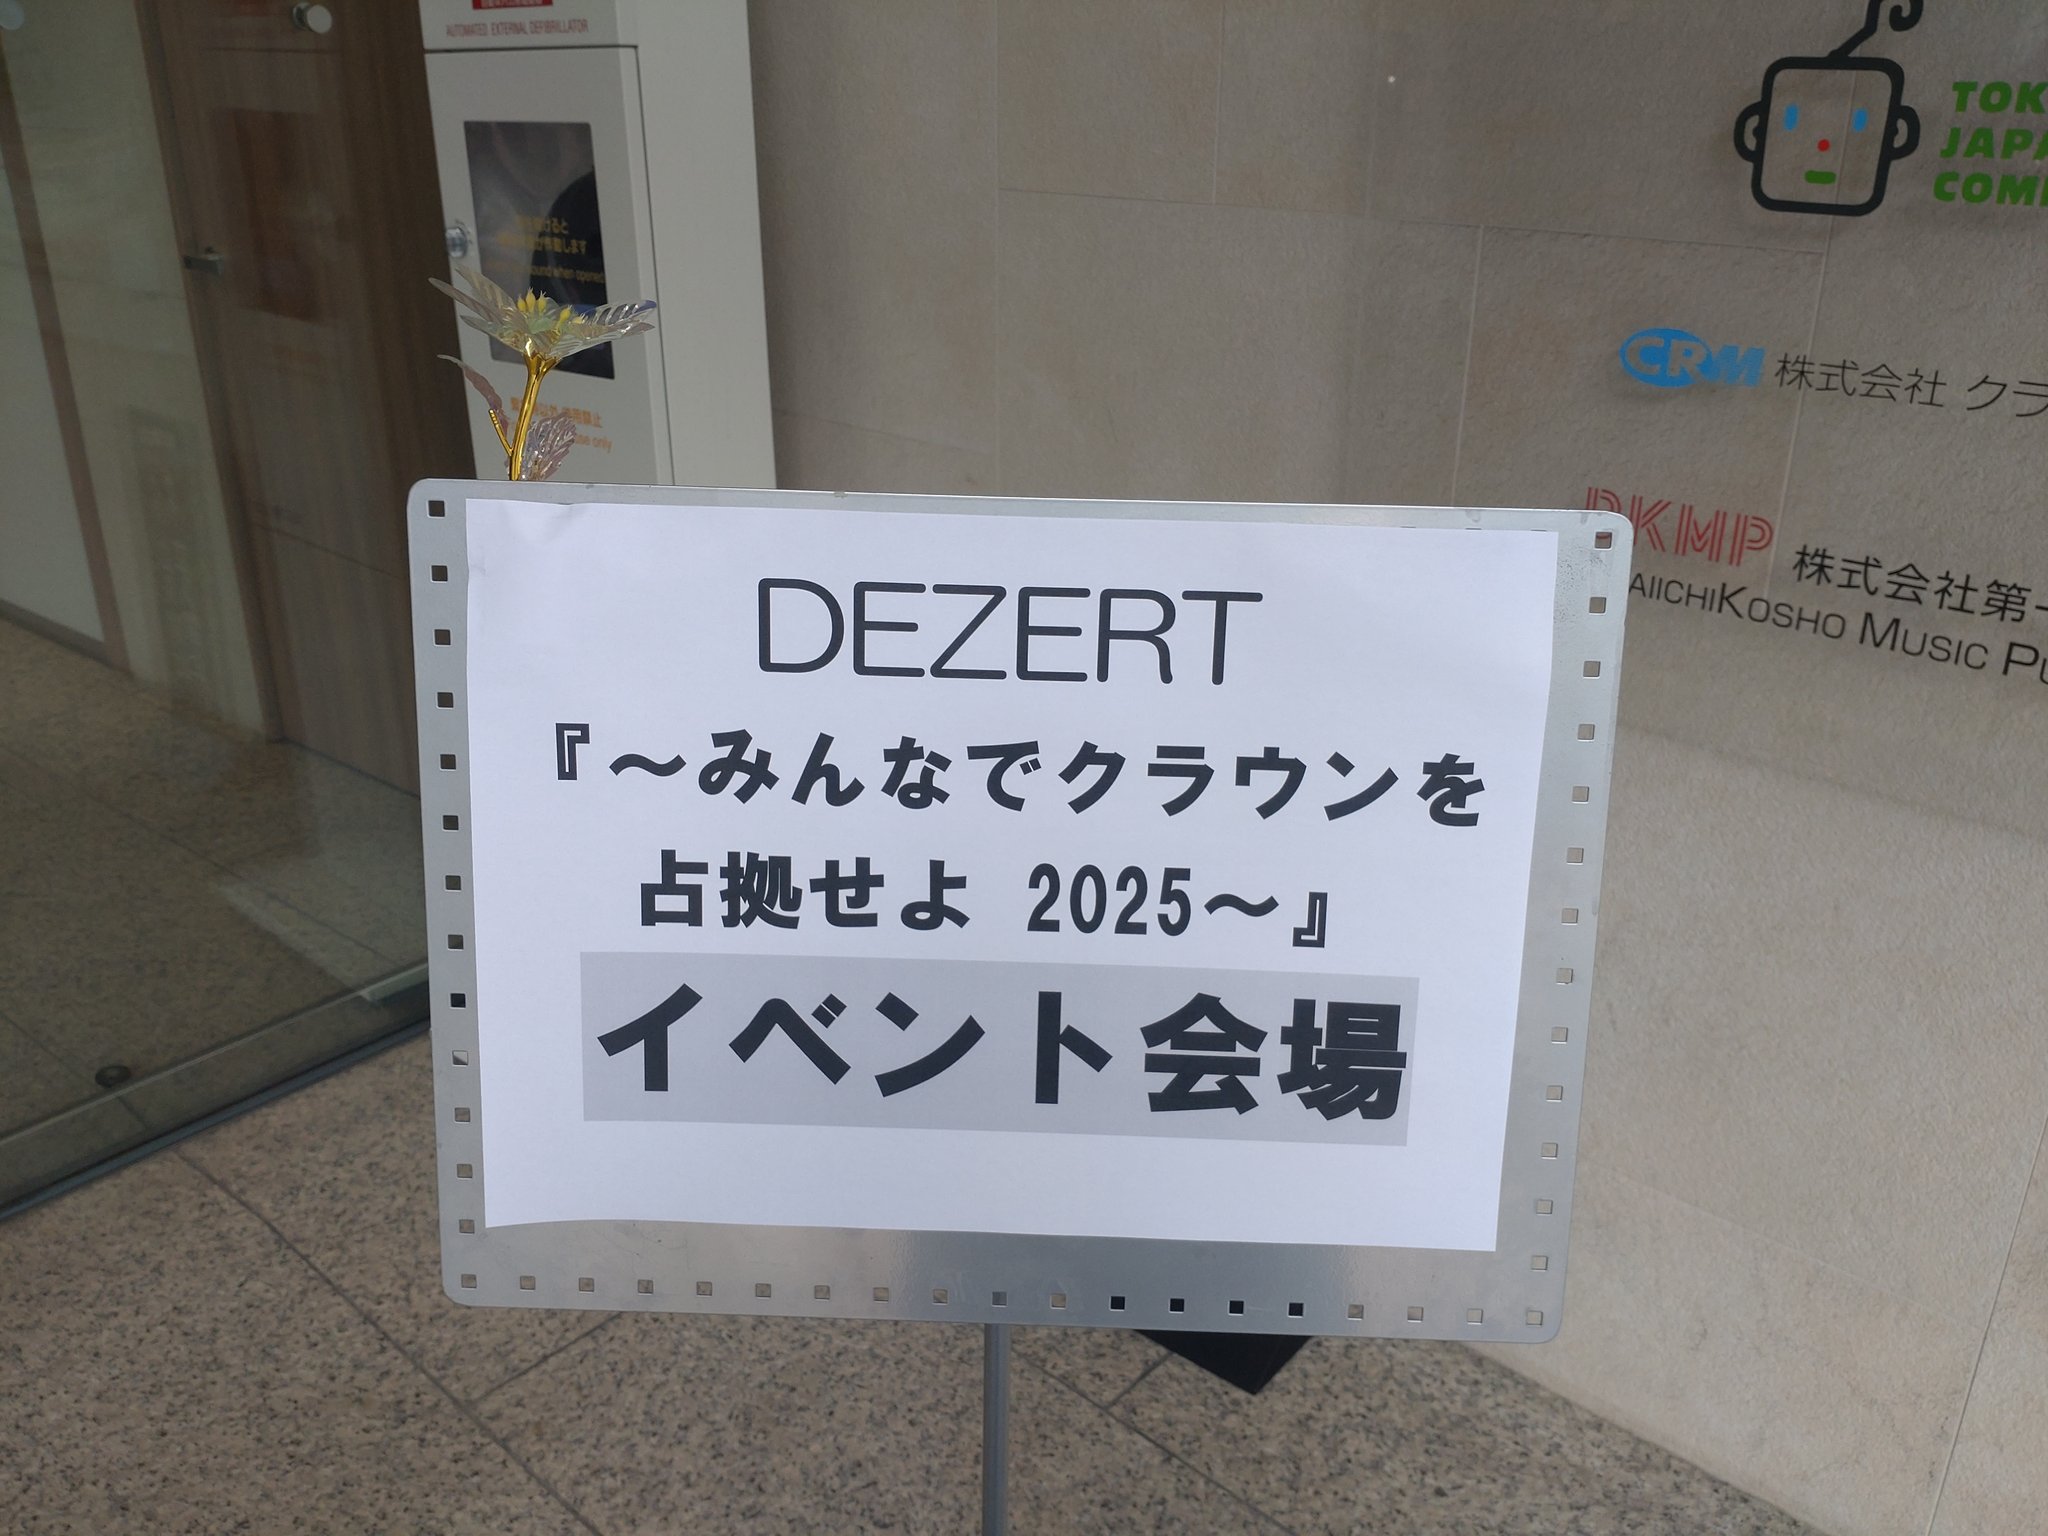 AUTOMATED EXTERNAL DEFIBRILLATOR
TOK
JAPA
COM
CRM 株式会社 クラ
DKMP 株式会社第一
AIICHIKOSHO MUSIC PU
DEZERT
『～みんなでクラウンを
占拠せよ 2025～』
イベント会場